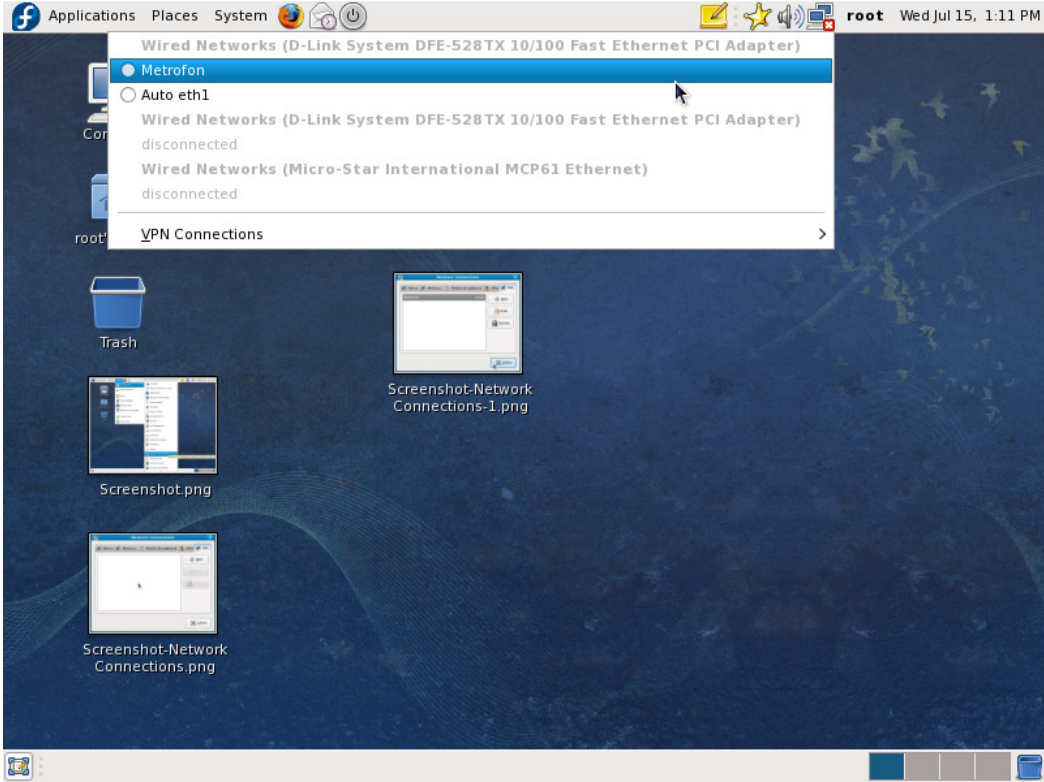 Applications Places System root Wed Jul 15, 1:11 PM
Wired Networks (D-Link System DFE-528TX 10/100 Fast Ethernet PCI Adapter)
Metrofon
Auto eth1
Wired Networks (D-Link System DFE-528TX 10/100 Fast Ethernet PCI Adapter)
disconnected
Wired Networks (Micro-Star International MCP61 Ethernet)
disconnected
VPN Connections
Con
root'
Trash
Screenshot-Network
Connections-1.png
Screenshot.png
Screenshot-Network
Connections.png